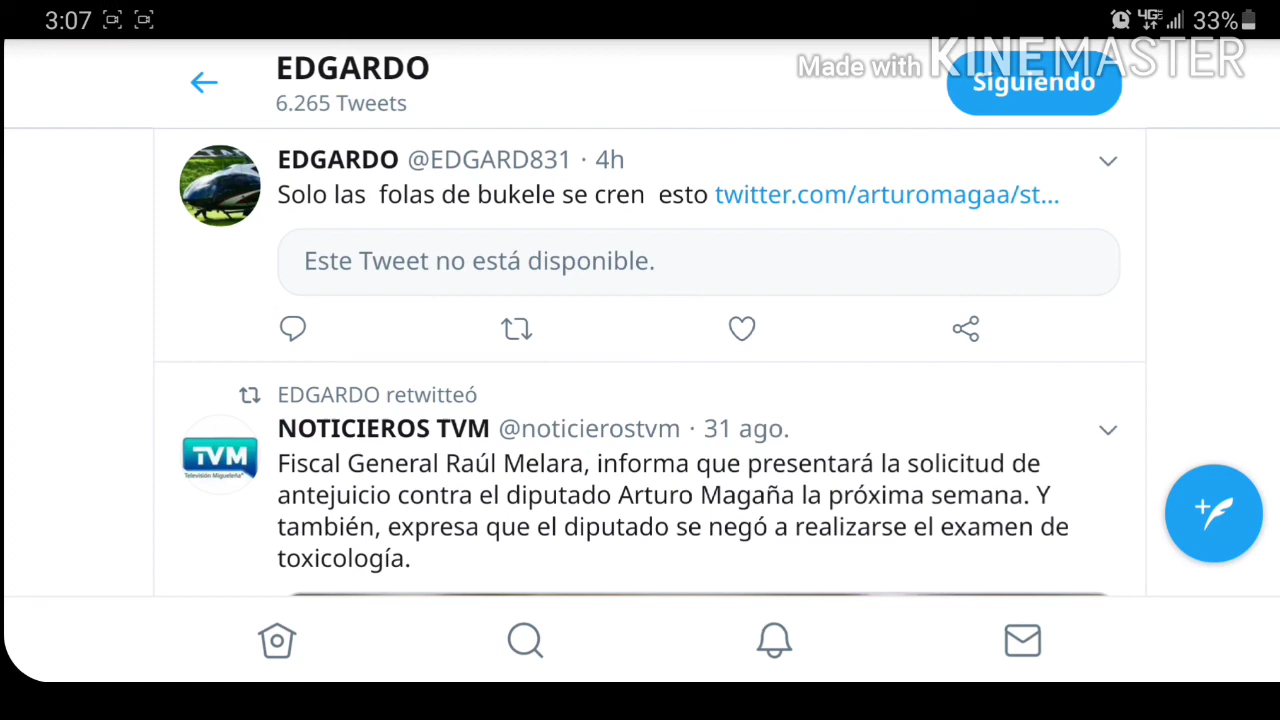 3:07
4G
33%
Made with KINEMASTER
EDGARDO
6.265 Tweets
Siguiendo
EDGARDO @EDGARD831 · 4h
Solo las folas de bukele se cren esto twitter.com/arturomagaa/st...
Este Tweet no está disponible.
EDGARDO retwitteó
NOTICIEROS TVM @noticierostvm · 31 ago.
TVM
Televisión Migueleña
Fiscal General Raúl Melara, informa que presentará la solicitud de
antejuicio contra el diputado Arturo Magaña la próxima semana. Y
también, expresa que el diputado se negó a realizarse el examen de
toxicología.